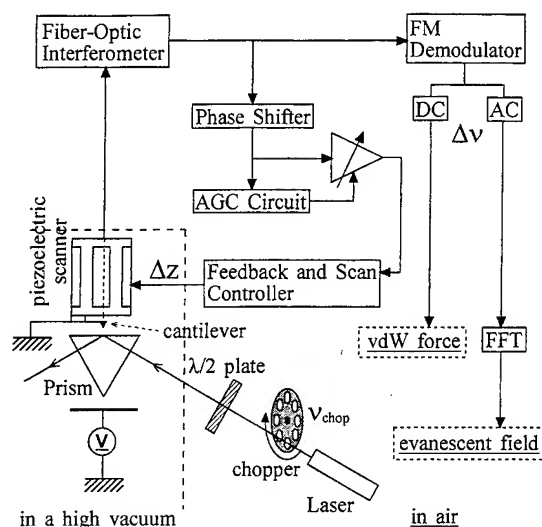 Fiber-Optic
Interferometer
FM
Demodulator
Phase Shifter
DC
AC
Δν
AGC Circuit
piezoelectric
scanner
Δz
Feedback and Scan
Controller
cantilever
vdW force
FFT
λ/2 plate
Prism
νchop
chopper
evanescent field
V
Laser
in a high vacuum
in air